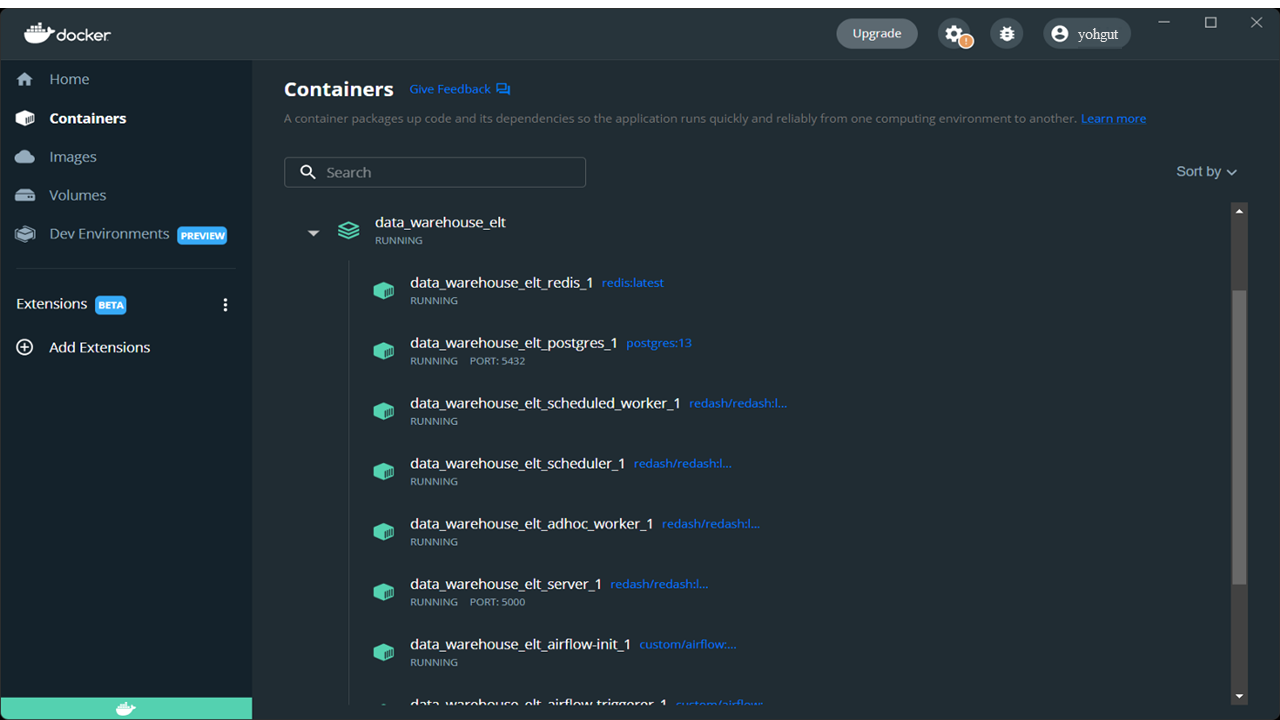 docker
Upgrade
yohgut
Home
Containers
Images
Volumes
Dev Environments PREVIEW
Extensions BETA
Add Extensions
Containers Give Feedback
A container packages up code and its dependencies so the application runs quickly and reliably from one computing environment to another. Learn more
Search
Sort by
data_warehouse_elt
RUNNING
data_warehouse_elt_redis_1 redis:latest
RUNNING
data_warehouse_elt_postgres_1 postgres:13
RUNNING PORT: 5432
data_warehouse_elt_scheduled_worker_1 redash/redash:l...
RUNNING
data_warehouse_elt_scheduler_1 redash/redash:l...
RUNNING
data_warehouse_elt_adhoc_worker_1 redash/redash:l...
RUNNING
data_warehouse_elt_server_1 redash/redash:l...
RUNNING PORT: 5000
data_warehouse_elt_airflow-init_1 custom/airflow:...
RUNNING
data_warehouse_elt_airflow-triggerer_1 custom/airflow: